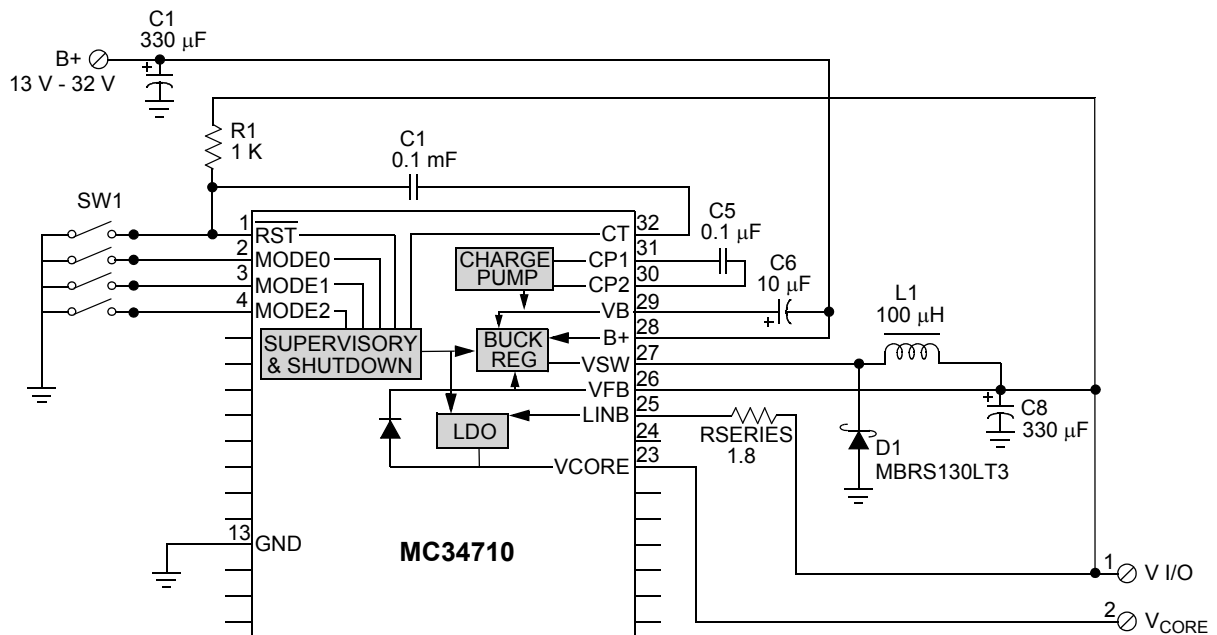 C1
330 μF
B+
13 V - 32 V
R1
1 K
C1
0.1 mF
SW1
1
RST
2
MODE0
3
MODE1
4
MODE2
SUPERVISORY
& SHUTDOWN
CHARGE
PUMP
BUCK
REG
LDO
32
CT
31
CP1
30
CP2
29
VB
28
B+
27
VSW
26
VFB
25
LINB
24
23
VCORE
C5
0.1 μF
C6
10 μF
+
L1
100 μH
+
C8
330 μF
RSERIES
1.8
D1
MBRS130LT3
+
13
GND
MC34710
1
V I/O
2
VCORE